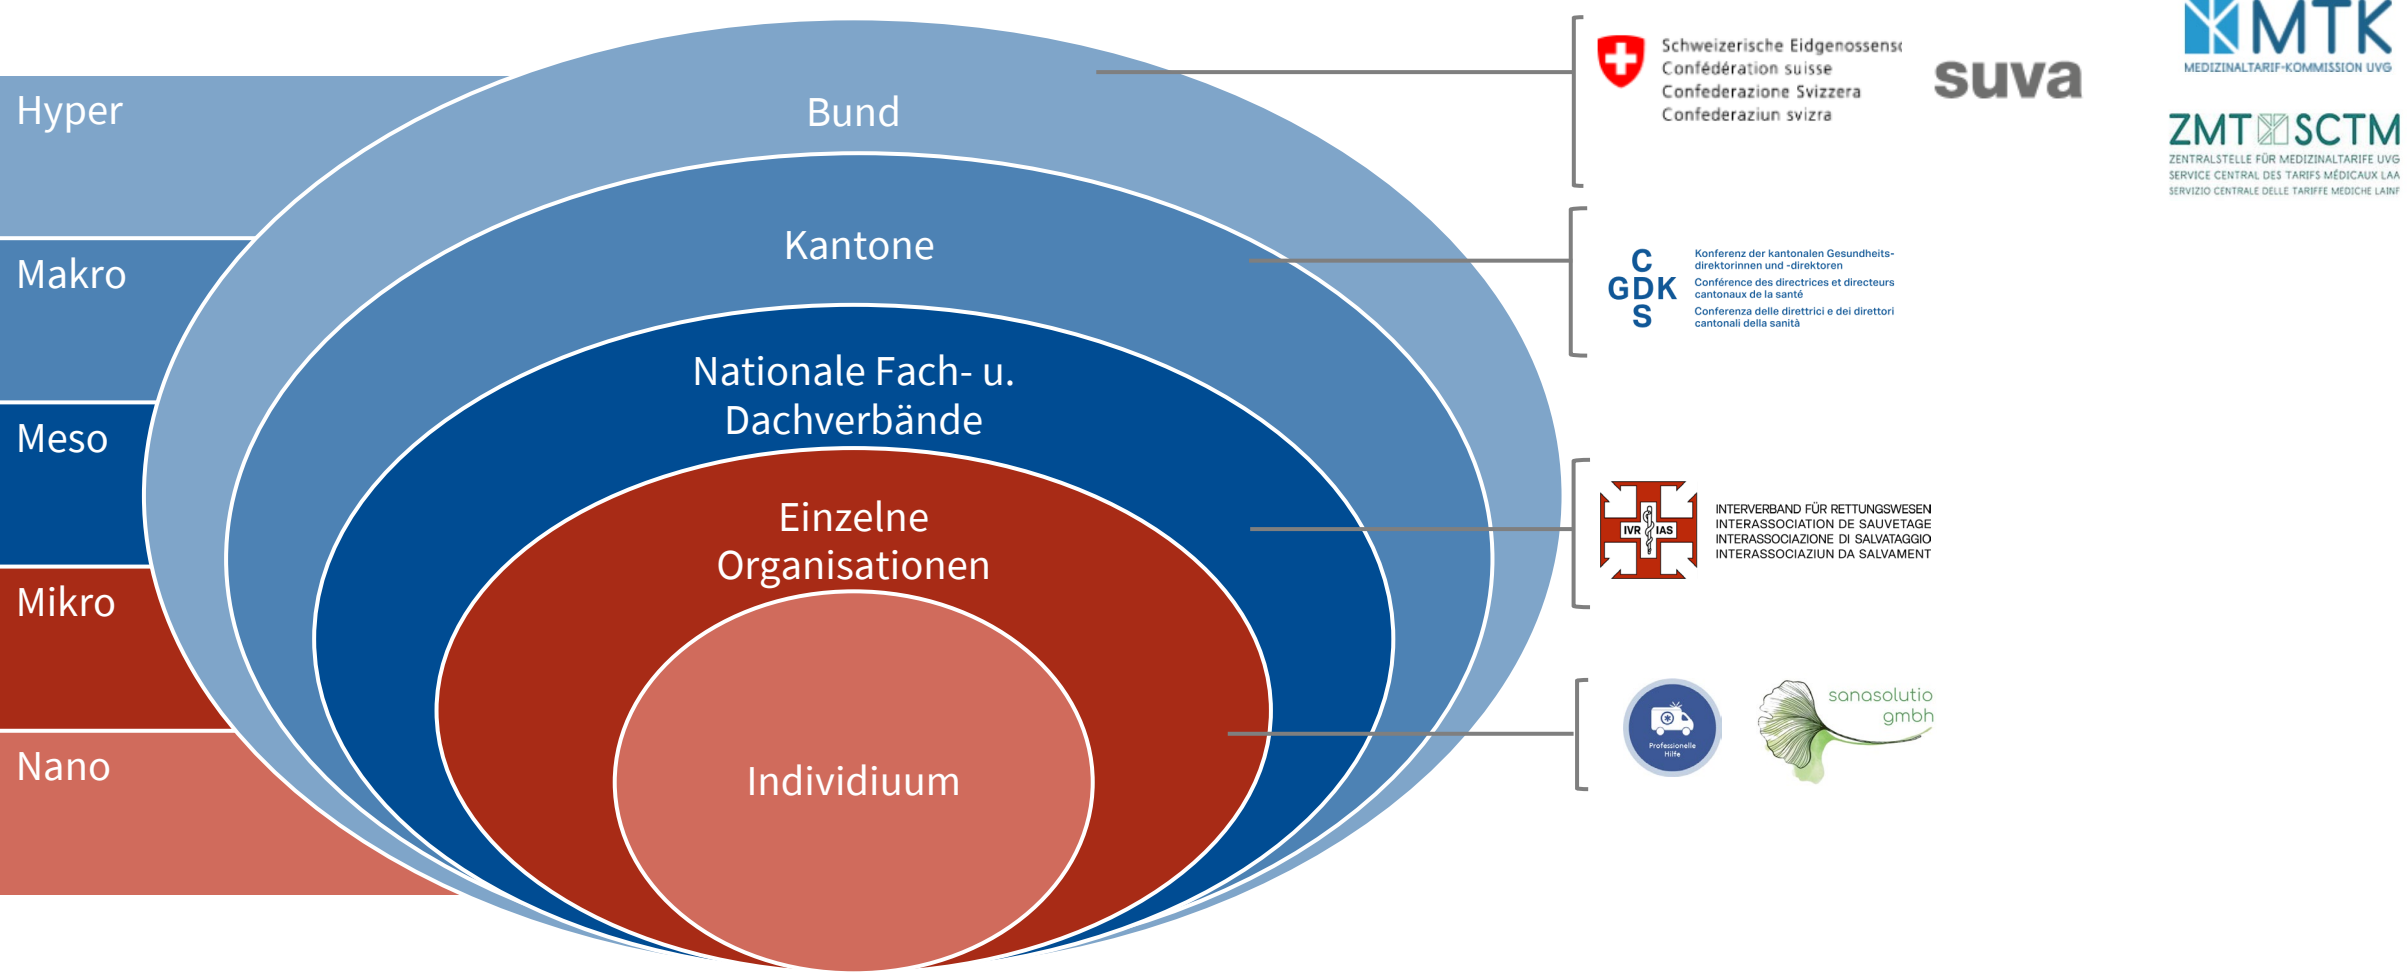 Hyper
Makro
Meso
Mikro
Nano
Bund
Kantone
Nationale Fach- u.
Dachverbände
Einzelne
Organisationen
Individiuum
Schweizerische Eidgenossensc
Confédération suisse
Confederazione Svizzera
Confederaziun svizra
suva
MTK
MEDIZINALTARIF-KOMMISSION UVG
ZMT SCTM
ZENTRALSTELLE FÜR MEDIZINALTARIFE UVG
SERVICE CENTRAL DES TARIFS MÉDICAUX LAA
SERVIZIO CENTRALE DELLE TARIFFE MEDICHE LAINF
C
GDK
S
Konferenz der kantonalen Gesundheits-
direktorinnen und -direktoren
Conférence des directrices et directeurs
cantonaux de la santé
Conferenza delle direttrici e dei direttori
cantonali della sanità
IVR IAS
INTERVERBAND FÜR RETTUNGSWESEN
INTERASSOCIATION DE SAUVETAGE
INTERASSOCIAZIONE DI SALVATAGGIO
INTERASSOCIAZIUN DA SALVAMENT
Professionelle
Hilfe
sanasolutio
gmbh